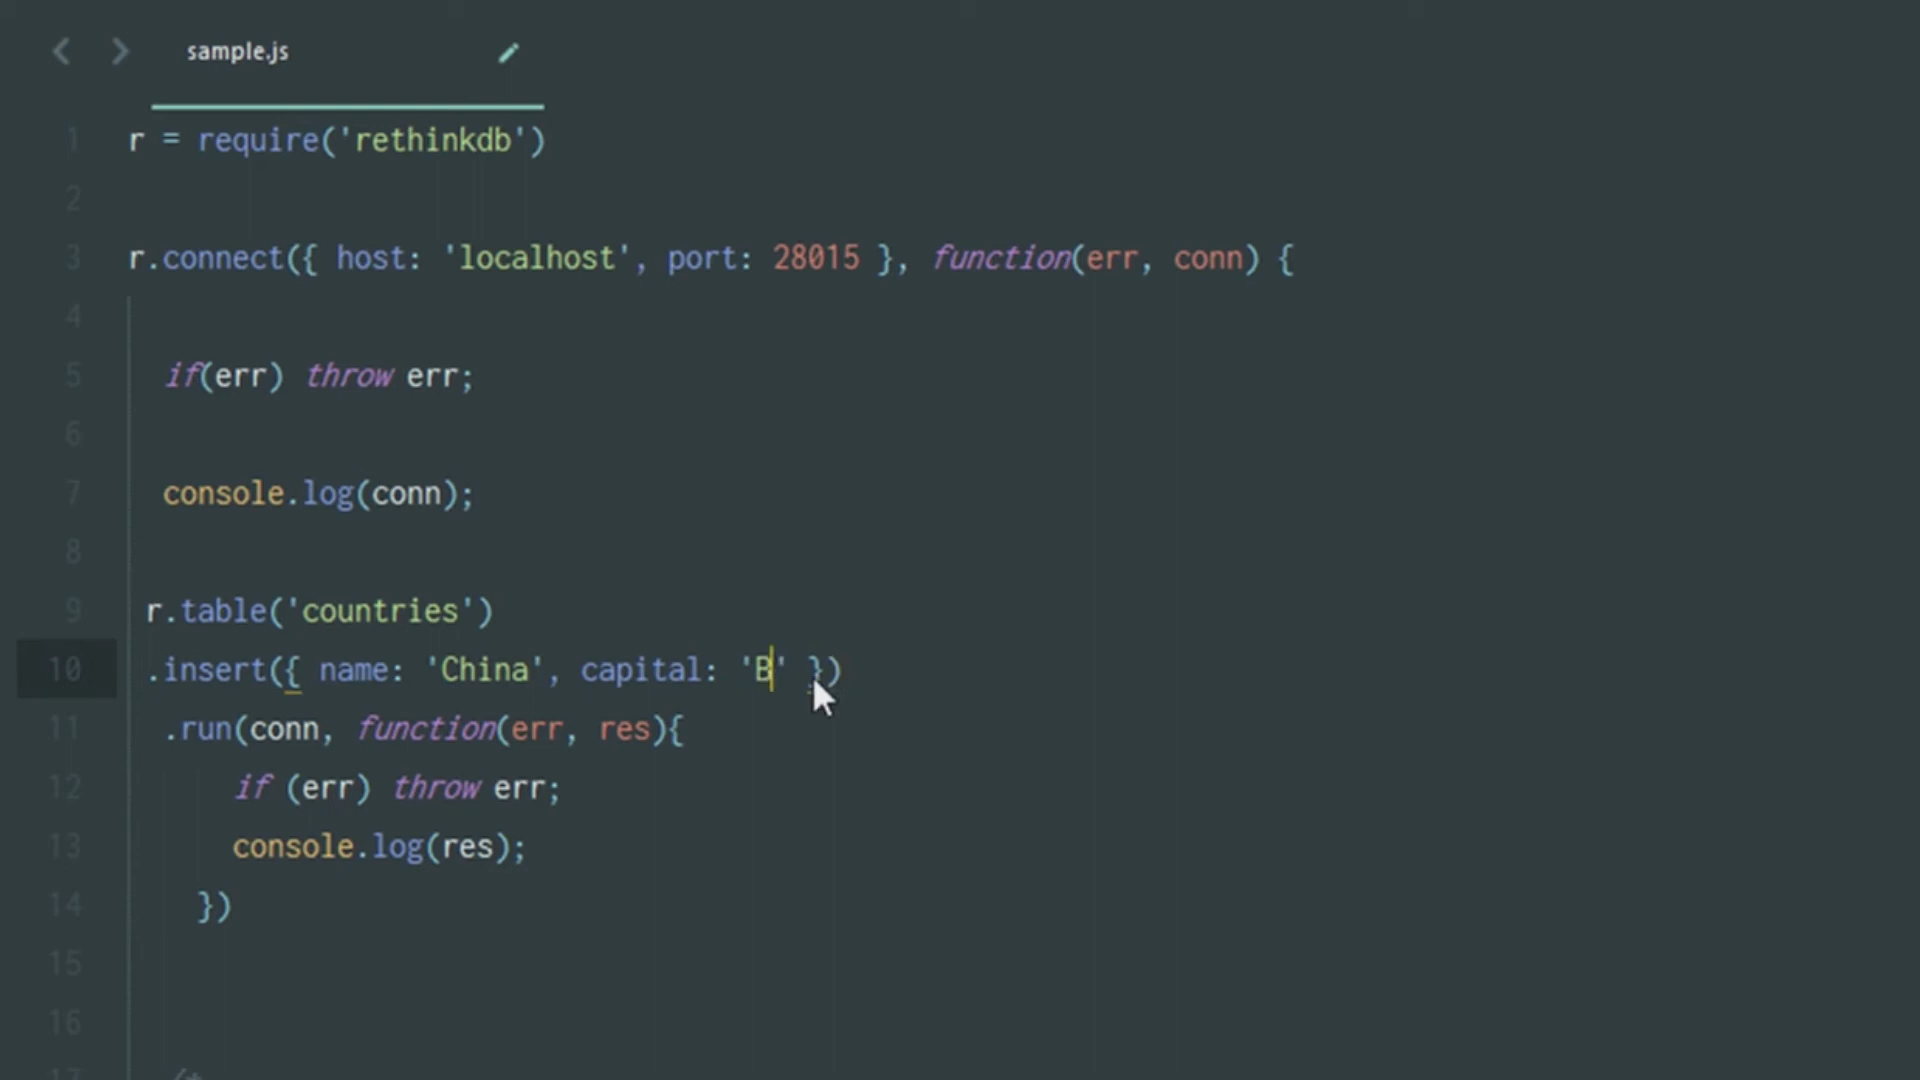 sample.js
1 r = require('rethinkdb')
2
3 r.connect({ host: 'localhost', port: 28015 }, function(err, conn) {
4
5 if(err) throw err;
6
7 console.log(conn);
8
9 r.table('countries')
10 .insert({ name: 'China', capital: 'B' })
11 .run(conn, function(err, res){
12 if (err) throw err;
13 console.log(res);
14 })
15
16
17 /*